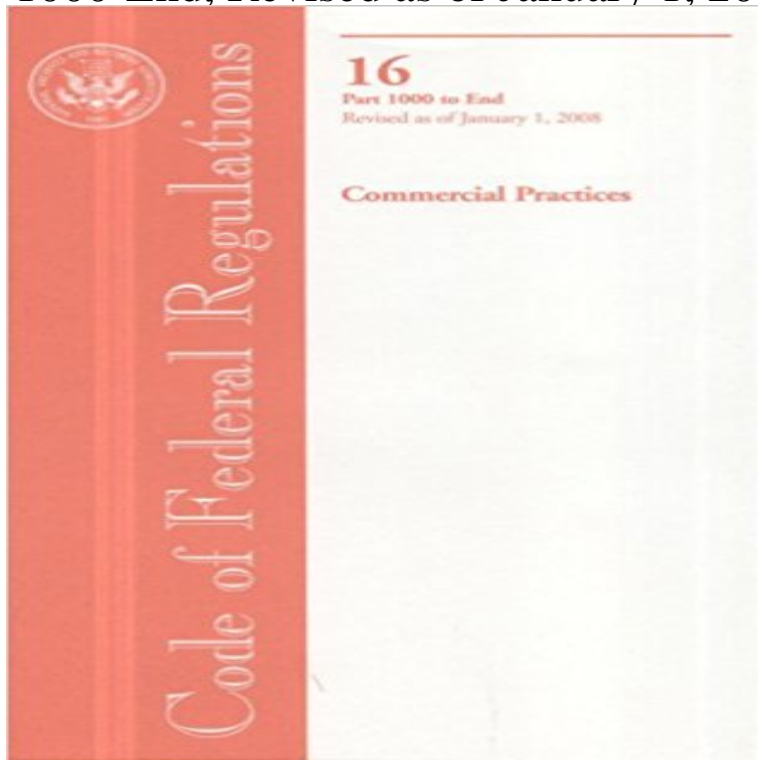 16
Part 1000 to End
Revised as of January 1, 2008
Commercial Practices
Code of Federal Regulations